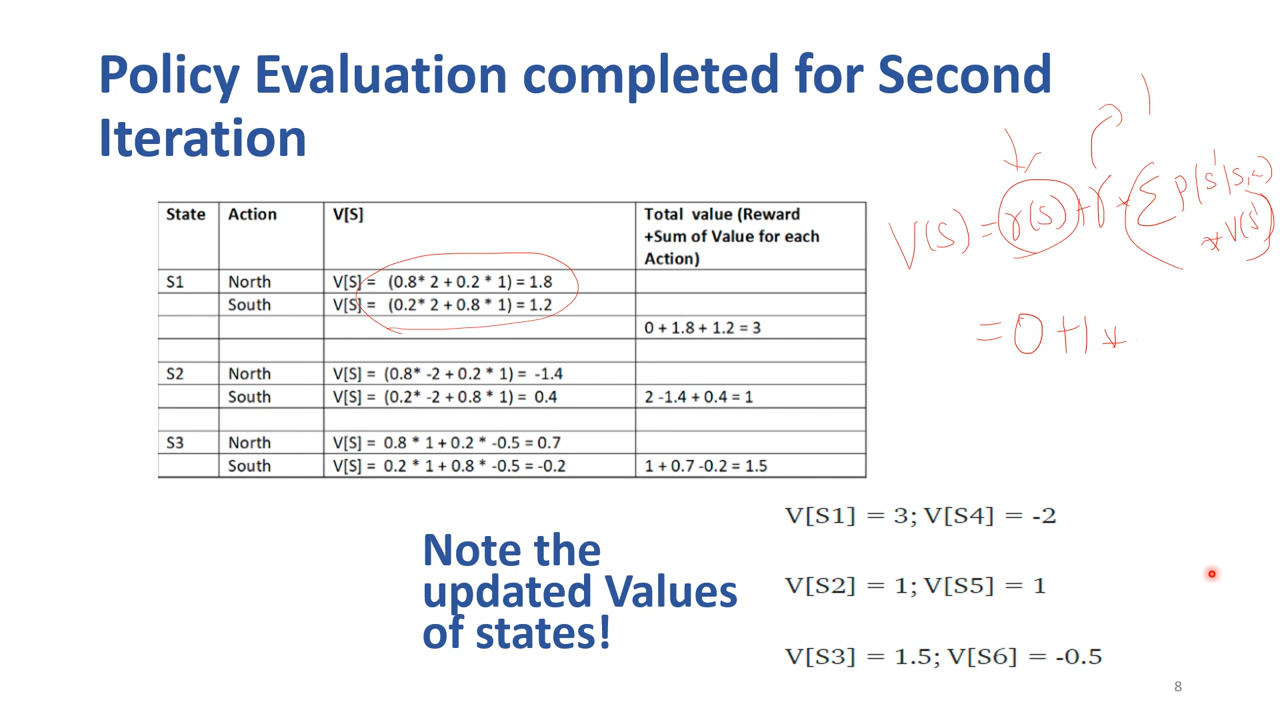 Policy Evaluation completed for Second
Iteration
State Action V[S] Total value (Reward
+Sum of Value for each
Action)
S1 North V[S] = (0.8* 2 + 0.2 * 1) = 1.8
South V[S] = (0.2* 2 + 0.8 * 1) = 1.2
0 + 1.8 + 1.2 = 3
S2 North V[S] = (0.8* -2 + 0.2 * 1) = -1.4
South V[S] = (0.2* -2 + 0.8 * 1) = 0.4 2 -1.4 + 0.4 = 1
S3 North V[S] = 0.8 * 1 + 0.2 * -0.5 = 0.7
South V[S] = 0.2 * 1 + 0.8 * -0.5 = -0.2 1 + 0.7 -0.2 = 1.5
1
V(S) = r(S) + γ * (Σ P(S'|S,a)
* V(S'))
= 0 + 1 *
Note the
updated Values
of states!
V[S1] = 3; V[S4] = -2
V[S2] = 1; V[S5] = 1
V[S3] = 1.5; V[S6] = -0.5
8